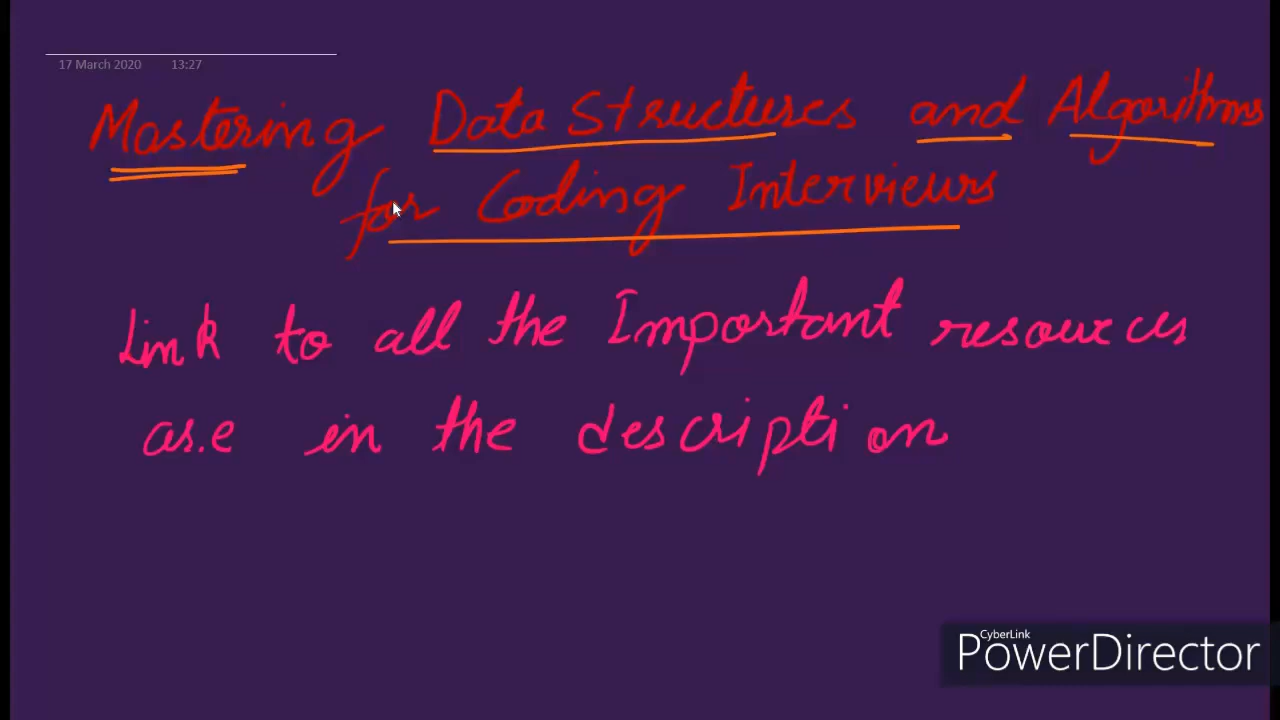 17 March 2020 13:27
Mastering Data Structures and Algorithms
for Coding Interviews
Link to all the Important resources
are in the description
CyberLink
PowerDirector